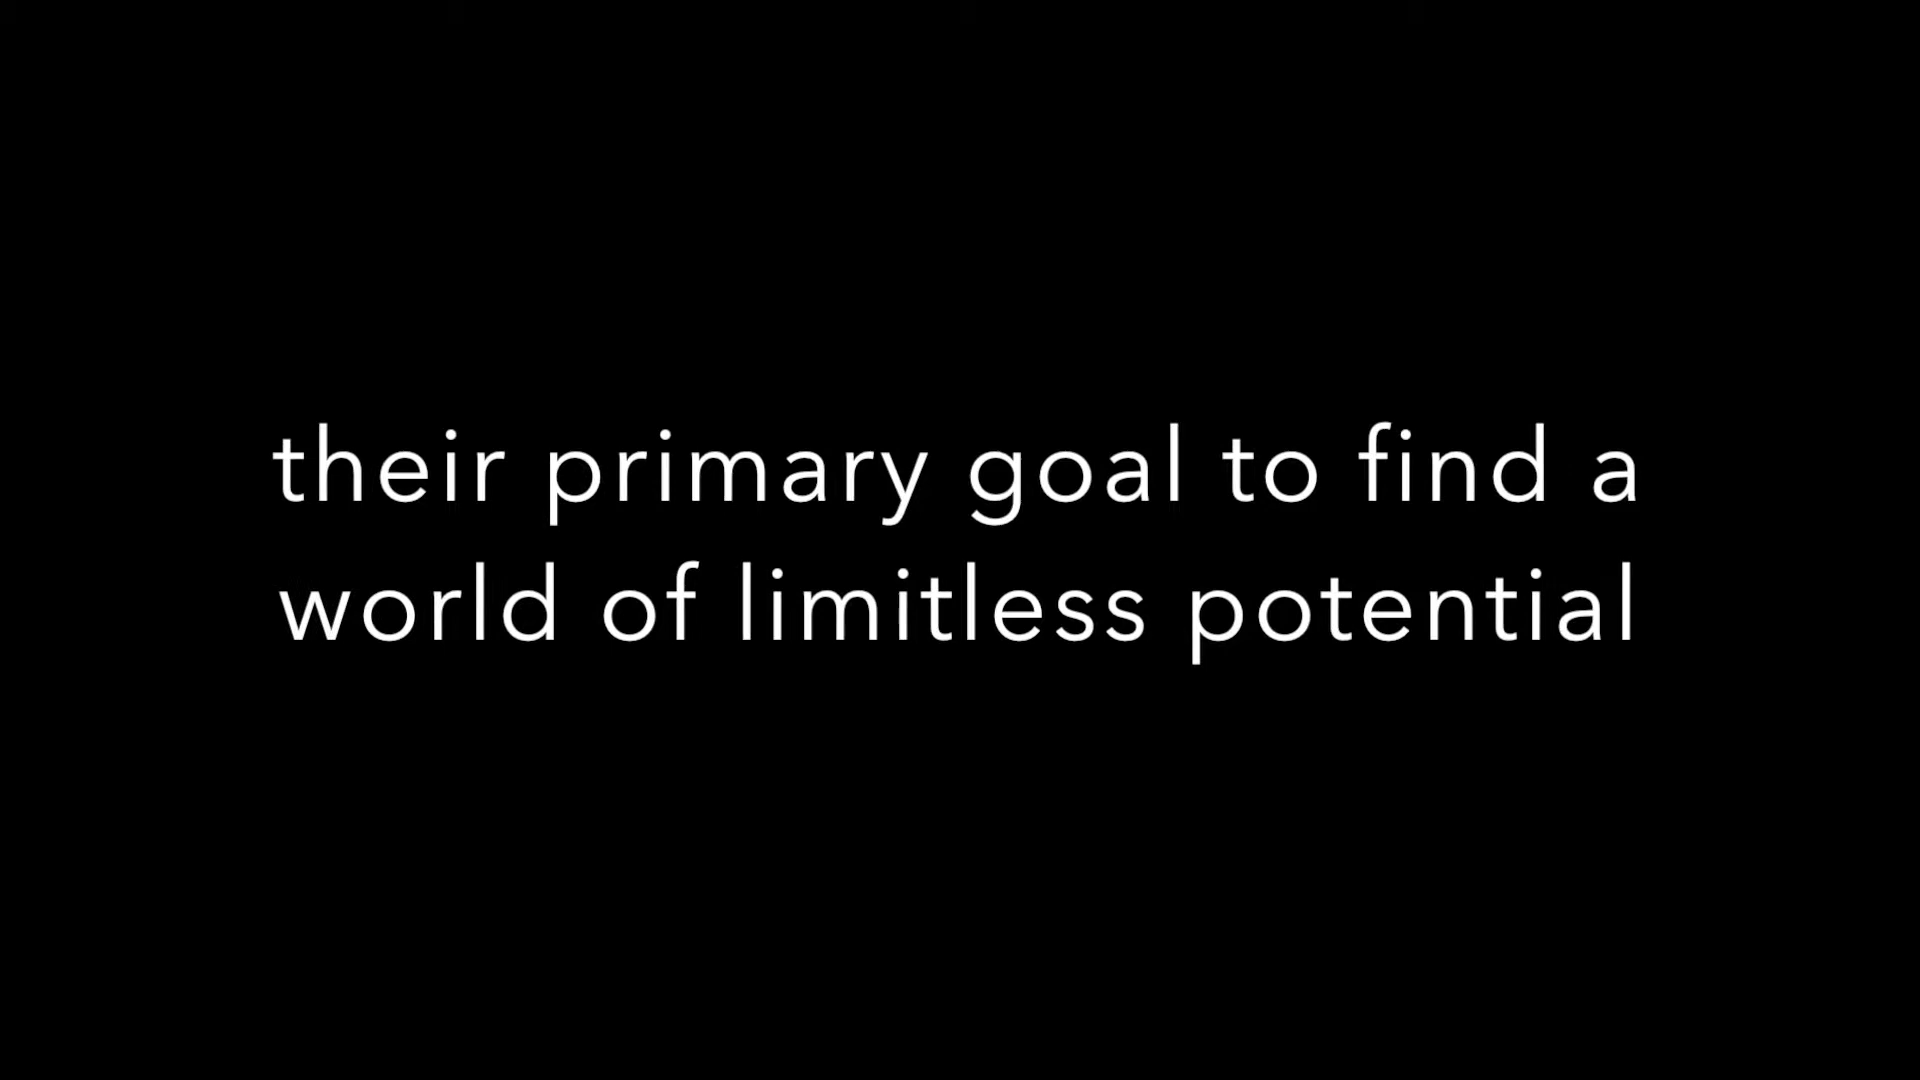 their primary goal to find a
world of limitless potential